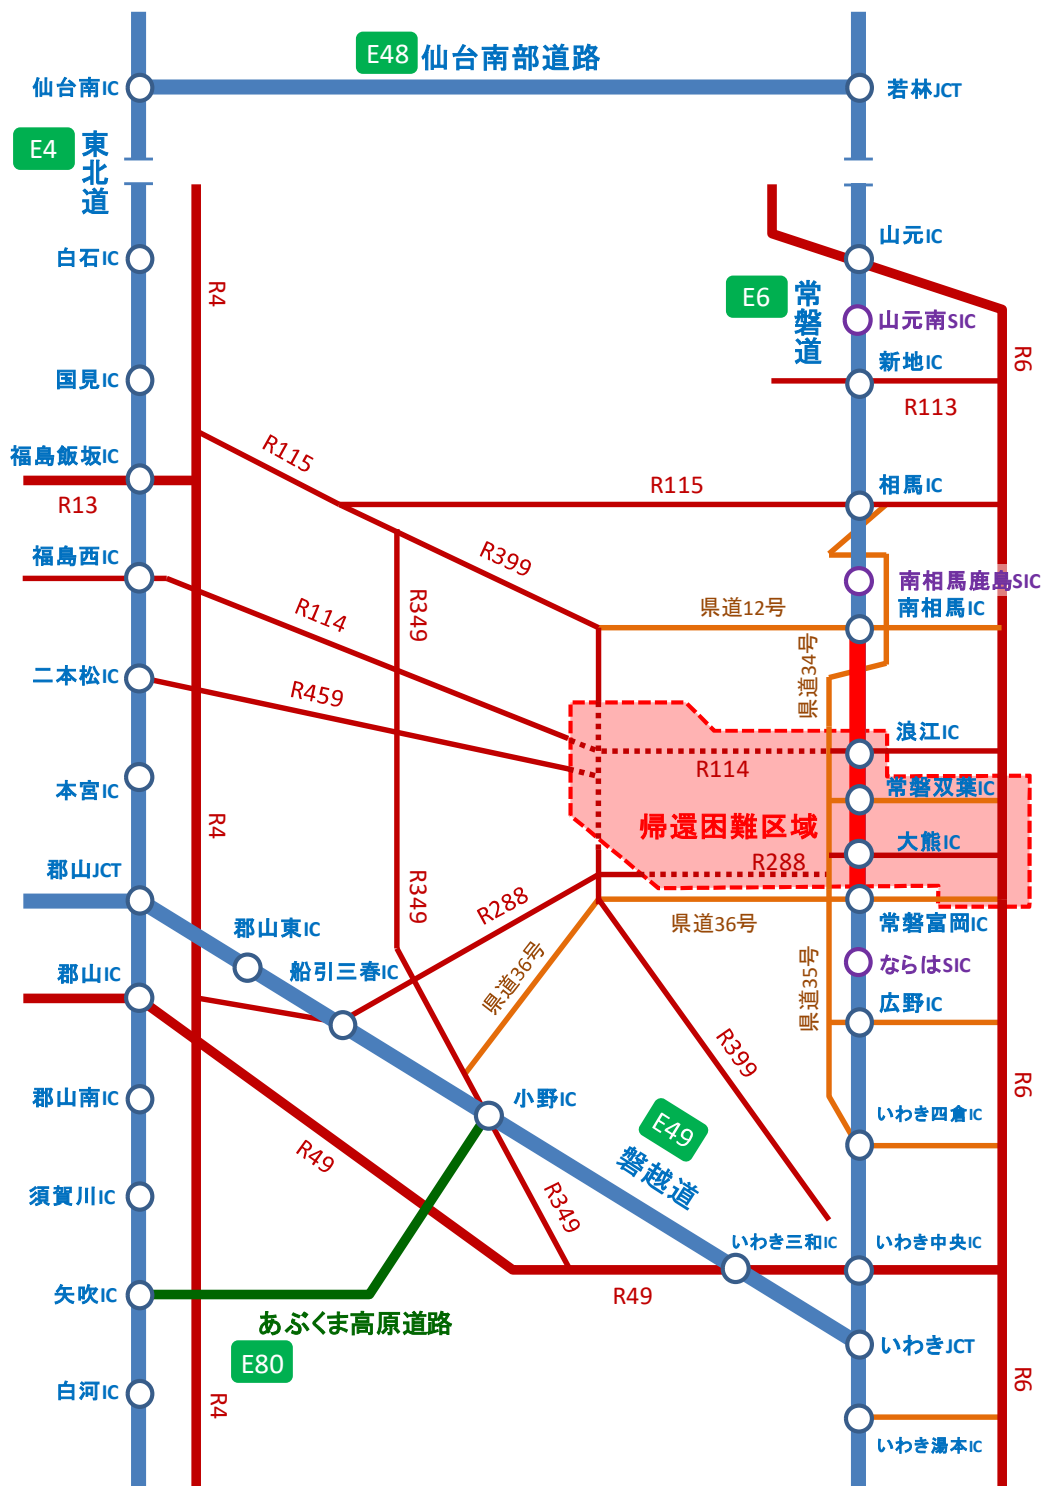 E48 仙台南部道路
仙台南IC
若林JCT
E4
東北道
白石IC
R4
山元IC
E6
常磐道
山元南SIC
R6
国見IC
新地IC
R113
福島飯坂IC
R13
R115
R115
相馬IC
R399
福島西IC
R114
R349
南相馬鹿島SIC
県道12号
南相馬IC
県道34号
二本松IC
R459
浪江IC
R114
本宮IC
常磐双葉IC
R4
帰還困難区域
大熊IC
R288
郡山JCT
R349
R288
郡山東IC
県道36号
常磐富岡IC
郡山IC
船引三春IC
県道36号
県道35号
ならはSIC
広野IC
R399
R6
郡山南IC
小野IC
E49
磐越道
いわき四倉IC
R49
須賀川IC
R349
いわき三和IC
いわき中央IC
矢吹IC
R49
あぶくま高原道路
E80
いわきJCT
白河IC
R4
R6
いわき湯本IC